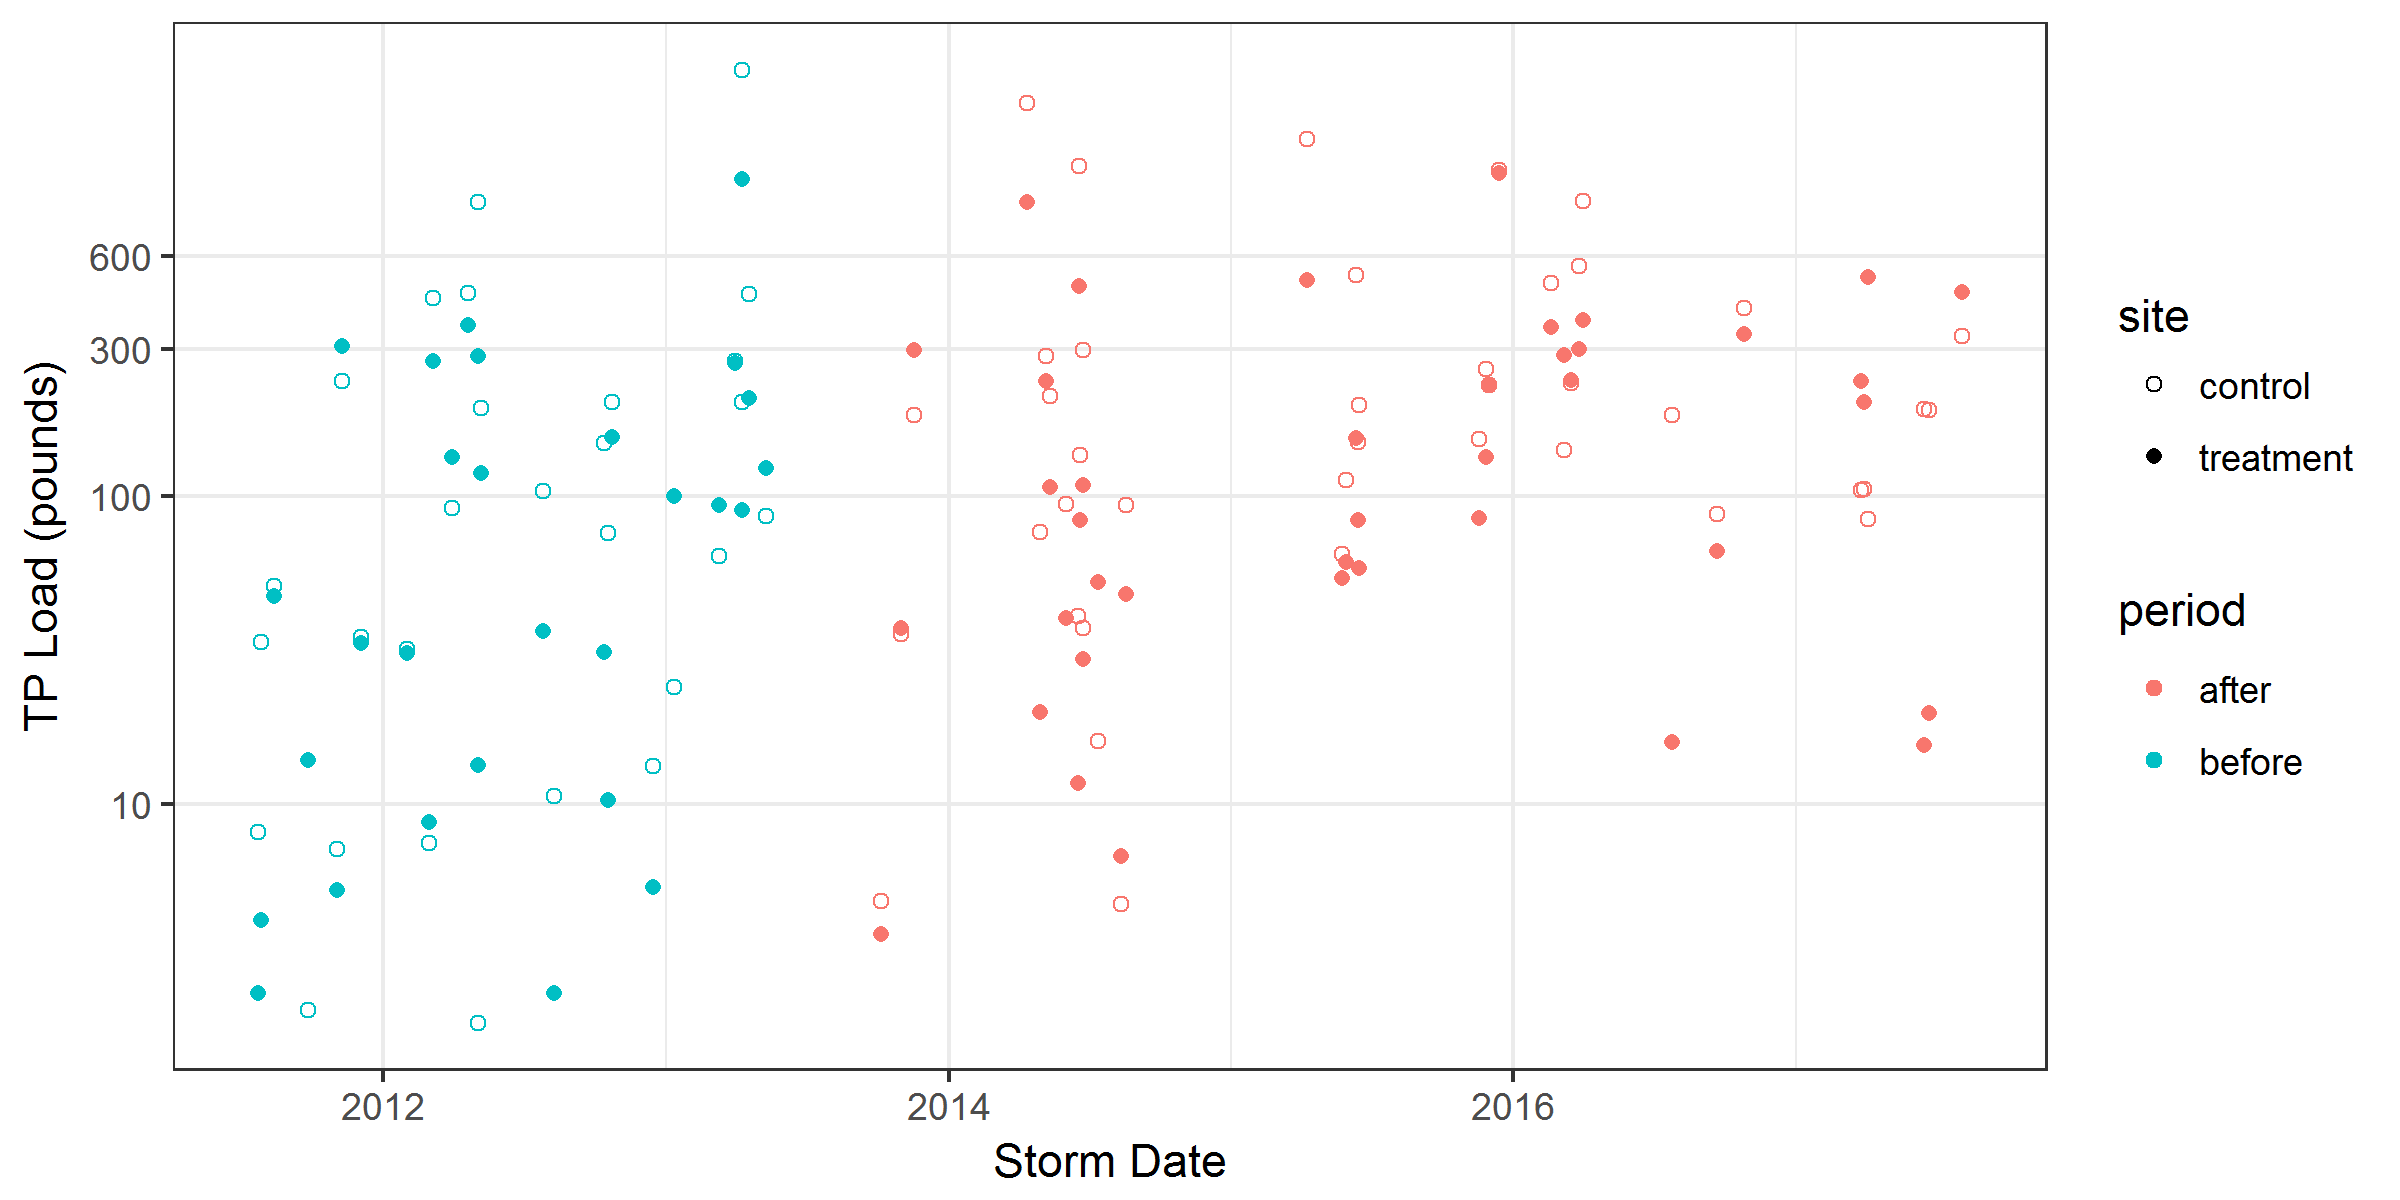 TP Load (pounds)
600
300
100
10
2012
2014
2016
Storm Date
site
control
treatment
period
after
before